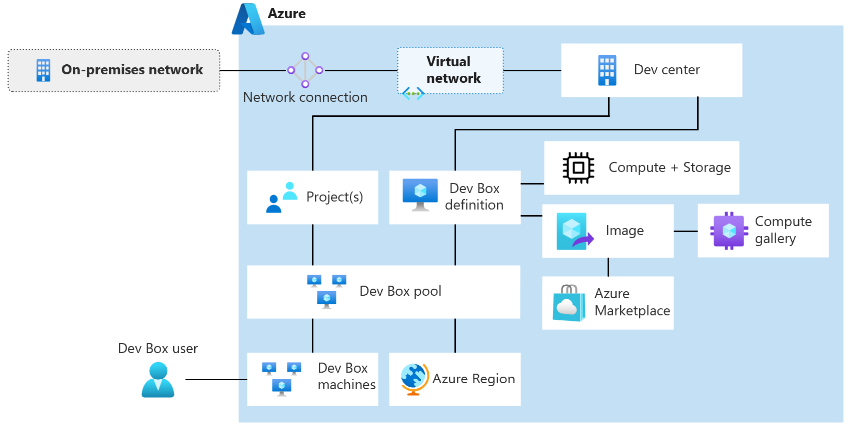 Azure
On-premises network
Network connection
Virtual
network
Dev center
Project(s)
Dev Box
definition
Compute + Storage
Image
Compute
gallery
Dev Box pool
Azure
Marketplace
Dev Box user
Dev Box
machines
Azure Region